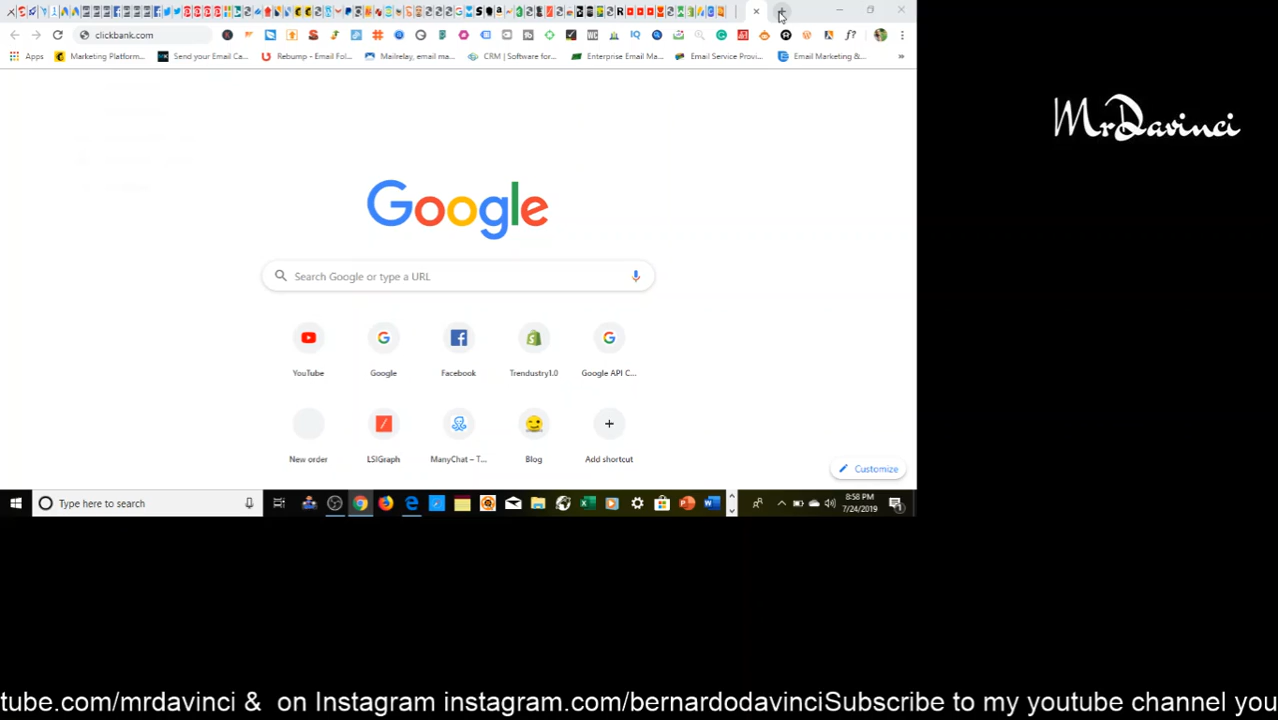 clickbank.com
Apps Marketing Platform... Send your Email Ca... Rebump - Email Fol... Mailrelay, email ma... CRM | Software for... Enterprise Email Ma... Email Service Provi... Email Marketing &... »
MrDavinci
Google
Search Google or type a URL
YouTube Google Facebook Trendustry1.0 Google API C...
New order LSIGraph ManyChat – T... Blog Add shortcut
Customize
Type here to search
8:58 PM
7/24/2019
tube.com/mrdavinci & on Instagram instagram.com/bernardodavinciSubscribe to my youtube channel you